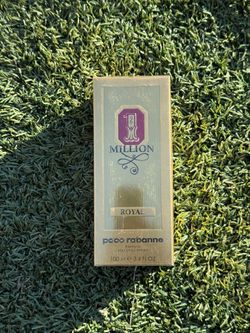 1
MILLION
ROYAL
paco rabanne
100 ml 3.4 FL OZ